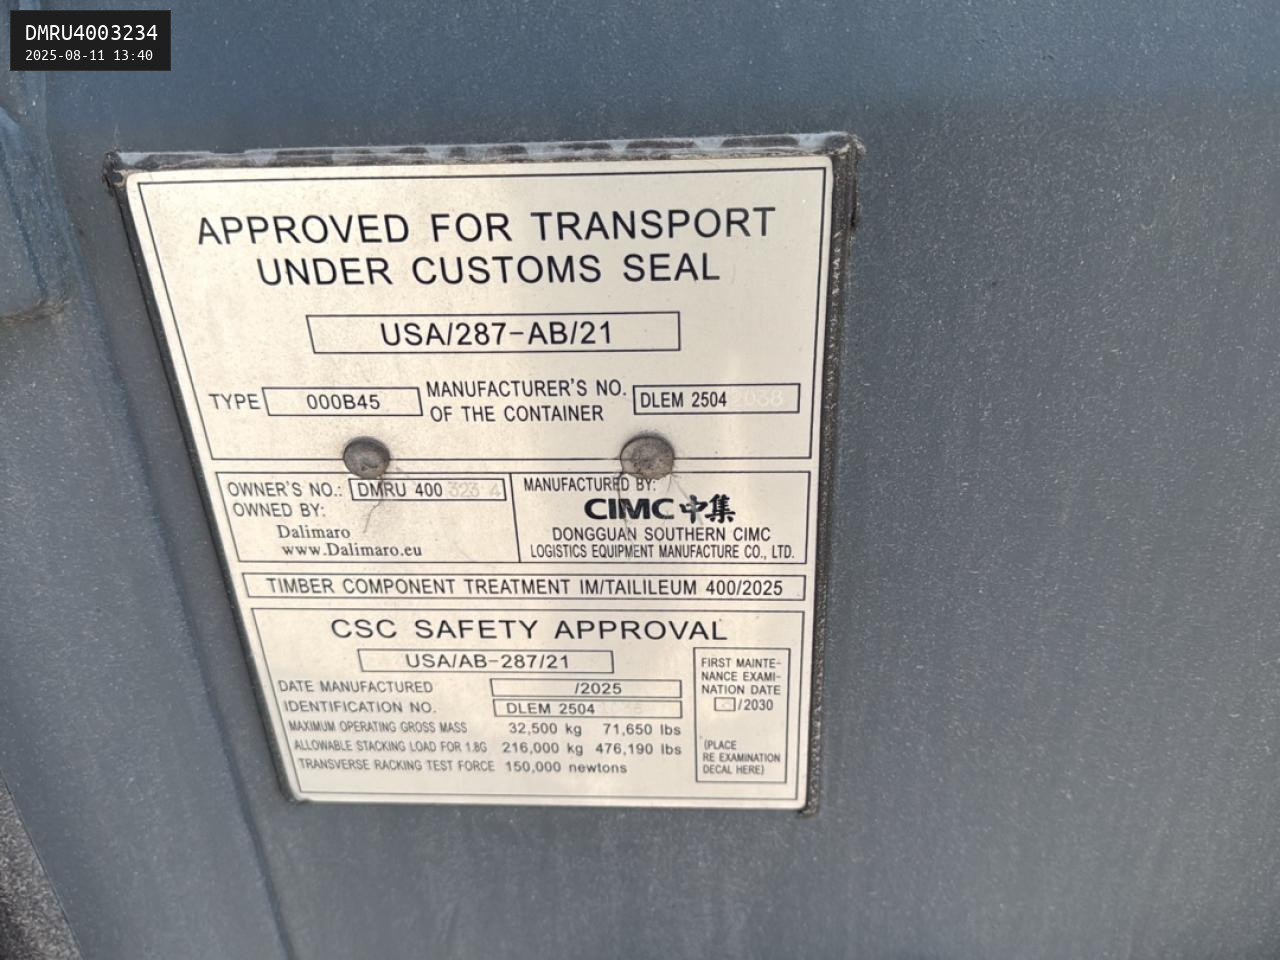 DMRU4003234
2025-08-11 13:40
APPROVED FOR TRANSPORT
UNDER CUSTOMS SEAL
USA/287-AB/21
TYPE 000B45 MANUFACTURER'S NO. OF THE CONTAINER DLEM 2504
OWNER'S NO.: DMRU 400 323 4
OWNED BY:
Dalimaro
www.Dalimaro.eu
MANUFACTURED BY:
CIMC 中集
DONGGUAN SOUTHERN CIMC
LOGISTICS EQUIPMENT MANUFACTURE CO., LTD.
TIMBER COMPONENT TREATMENT IM/TAILILEUM 400/2025
CSC SAFETY APPROVAL
USA/AB-287/21
DATE MANUFACTURED /2025
IDENTIFICATION NO. DLEM 2504
MAXIMUM OPERATING GROSS MASS 32,500 kg 71,650 lbs
ALLOWABLE STACKING LOAD FOR 1.8G 216,000 kg 476,190 lbs
TRANSVERSE RACKING TEST FORCE 150,000 newtons
FIRST MAINTE-
NANCE EXAMI-
NATION DATE
/2030
(PLACE
RE EXAMINATION
DECAL HERE)